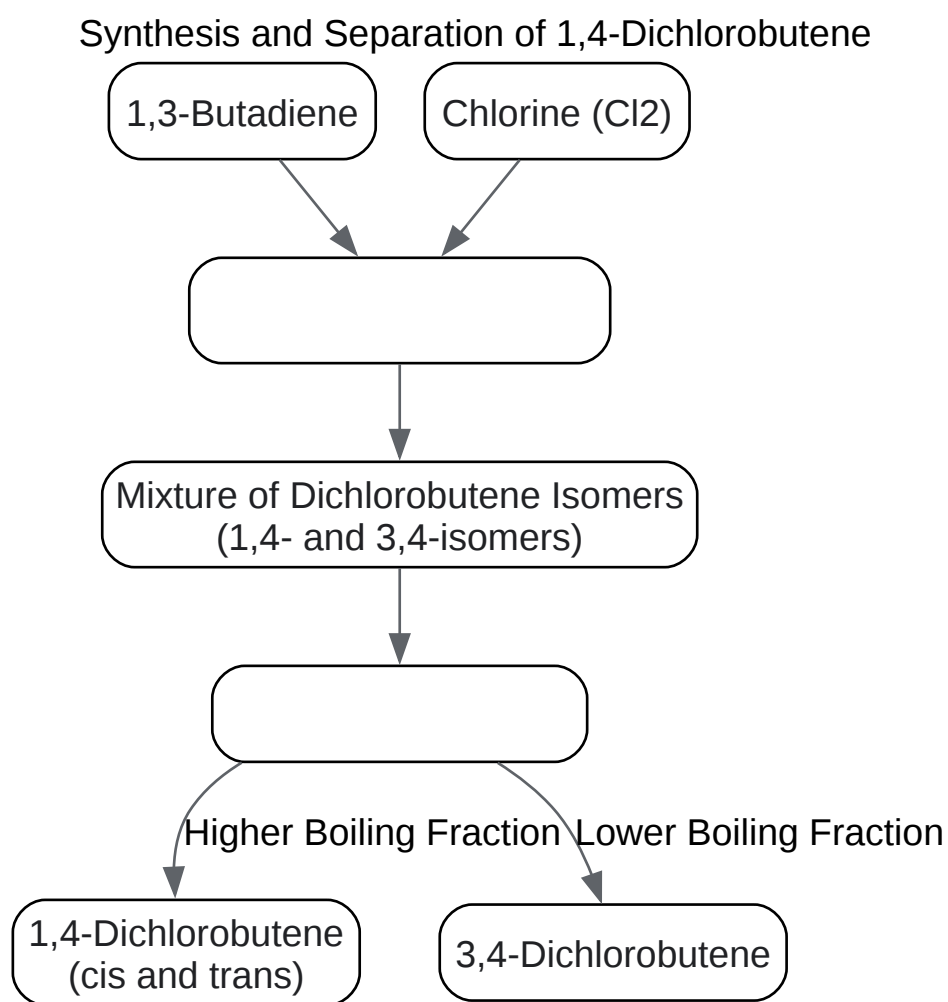 Synthesis and Separation of 1,4-Dichlorobutene
1,3-Butadiene
Chlorine (Cl2)
Mixture of Dichlorobutene Isomers
(1,4- and 3,4-isomers)
Higher Boiling Fraction
Lower Boiling Fraction
1,4-Dichlorobutene
(cis and trans)
3,4-Dichlorobutene